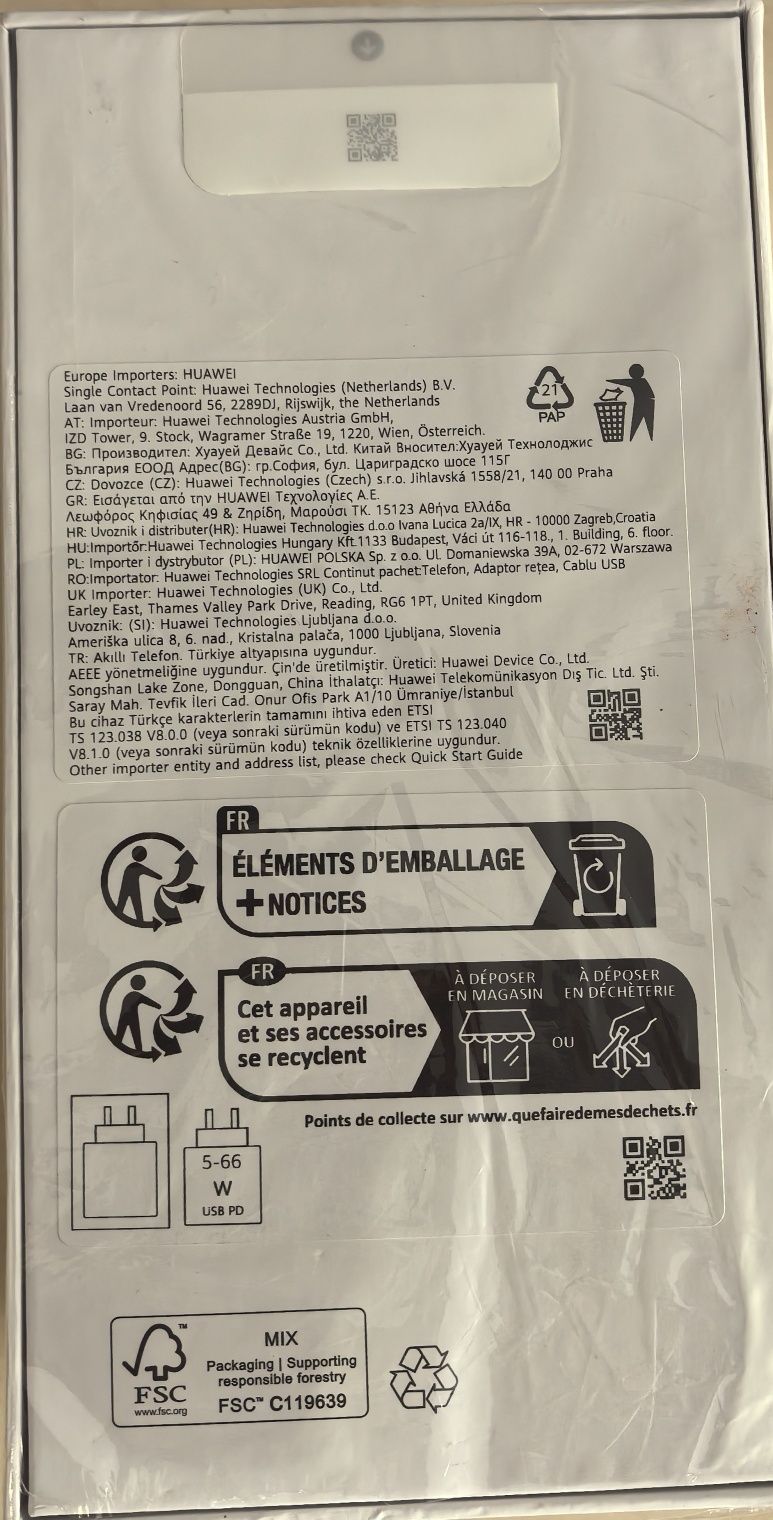 Europe Importers: HUAWEI
Single Contact Point: Huawei Technologies (Netherlands) B.V.
Laan van Vredenoord 56, 2289DJ, Rijswijk, the Netherlands
AT: Importeur: Huawei Technologies Austria GmbH,
IZD Tower, 9. Stock, Wagramer Straße 19, 1220, Wien, Österreich.
BG: Производител: Хуауей Девайс Co., Ltd. Китай Вносител:Хуауей Технолоджис
България ЕООД Адрес(BG): гр.София, бул. Цариградско шосе 115Г
CZ: Dovozce (CZ): Huawei Technologies (Czech) s.r.o. Jihlavská 1558/21, 140 00 Praha
GR: Εισάγεται από την HUAWEI Τεχνολογίες Α.Ε.
Λεωφόρος Κηφισίας 49 & Ζηρίδη, Μαρούσι ΤΚ. 15123 Αθήνα Ελλάδα
HR: Uvoznik i distributer(HR): Huawei Technologies d.o.o Ivana Lucica 2a/IX, HR - 10000 Zagreb,Croatia
HU:Importőr:Huawei Technologies Hungary Kft.1133 Budapest, Váci út 116-118., 1. Building, 6. floor.
PL: Importer i dystrybutor (PL): HUAWEI POLSKA Sp. z o.o. Ul. Domaniewska 39A, 02-672 Warszawa
RO:Importator: Huawei Technologies SRL Continut pachet:Telefon, Adaptor rețea, Cablu USB
UK Importer: Huawei Technologies (UK) Co., Ltd.
Earley East, Thames Valley Park Drive, Reading, RG6 1PT, United Kingdom
Uvoznik: (SI): Huawei Technologies Ljubljana d.o.o.
Ameriška ulica 8, 6. nad., Kristalna palača, 1000 Ljubljana, Slovenia
TR: Akıllı Telefon. Türkiye altyapısına uygundur.
AEEE yönetmeliğine uygundur. Çin'de üretilmiştir. Üretici: Huawei Device Co., Ltd.
Songshan Lake Zone, Dongguan, China İthalatçı: Huawei Telekomünikasyon Dış Tic. Ltd. Şti.
Saray Mah. Tevfik İleri Cad. Onur Ofis Park A1/10 Ümraniye/İstanbul
Bu cihaz Türkçe karakterlerin tamamını ihtiva eden ETSI
TS 123.038 V8.0.0 (veya sonraki sürümün kodu) ve ETSI TS 123.040
V8.1.0 (veya sonraki sürümün kodu) teknik özelliklerine uygundur.
Other importer entity and address list, please check Quick Start Guide
21
PAP
FR
ÉLÉMENTS D'EMBALLAGE
+ NOTICES
FR
Cet appareil
et ses accessoires
se recyclent
À DÉPOSER
EN MAGASIN
OU
À DÉPOSER
EN DÉCHÈTERIE
Points de collecte sur www.quefairedemesdechets.fr
5-66
W
USB PD
FSC™
www.fsc.org
MIX
Packaging | Supporting
responsible forestry
FSC™ C119639